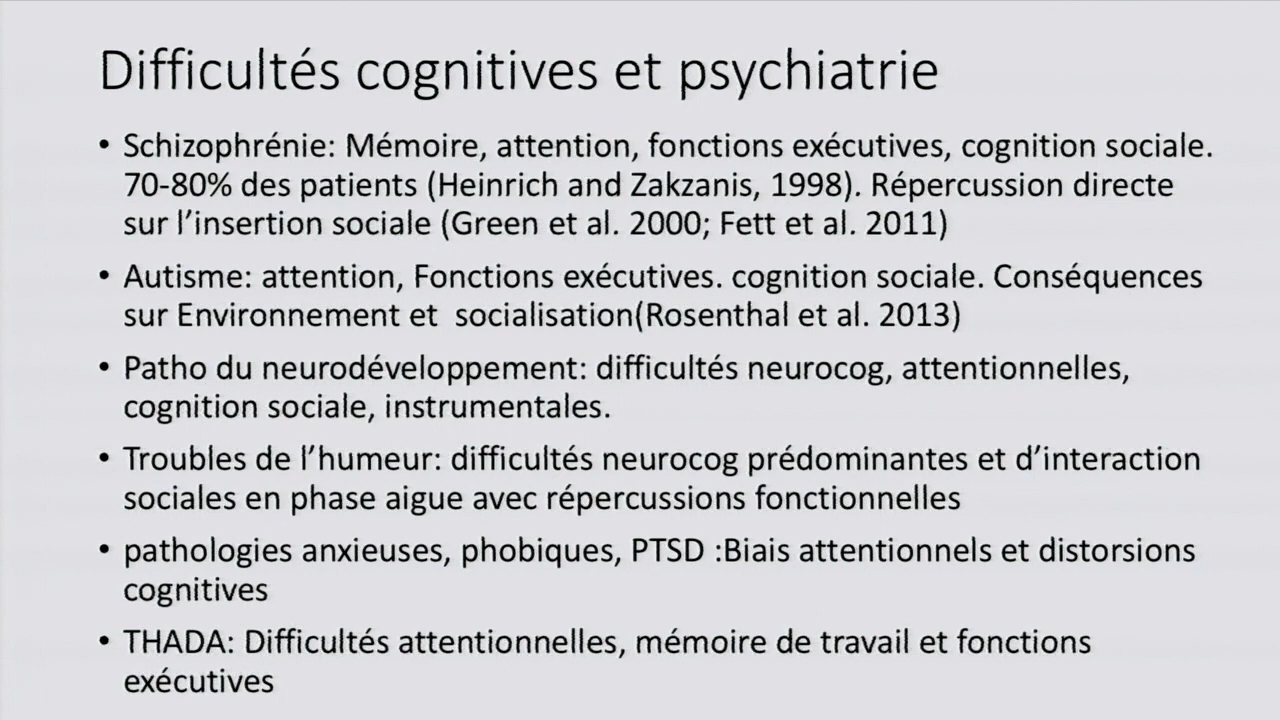 Difficultés cognitives et psychiatrie
• Schizophrénie: Mémoire, attention, fonctions exécutives, cognition sociale.
70-80% des patients (Heinrich and Zakzanis, 1998). Répercussion directe
sur l’insertion sociale (Green et al. 2000; Fett et al. 2011)
• Autisme: attention, Fonctions exécutives. cognition sociale. Conséquences
sur Environnement et  socialisation(Rosenthal et al. 2013)
• Patho du neurodéveloppement: difficultés neurocog, attentionnelles,
cognition sociale, instrumentales.
• Troubles de l’humeur: difficultés neurocog prédominantes et d’interaction
sociales en phase aigue avec répercussions fonctionnelles
• pathologies anxieuses, phobiques, PTSD :Biais attentionnels et distorsions
cognitives
• THADA: Difficultés attentionnelles, mémoire de travail et fonctions
exécutives